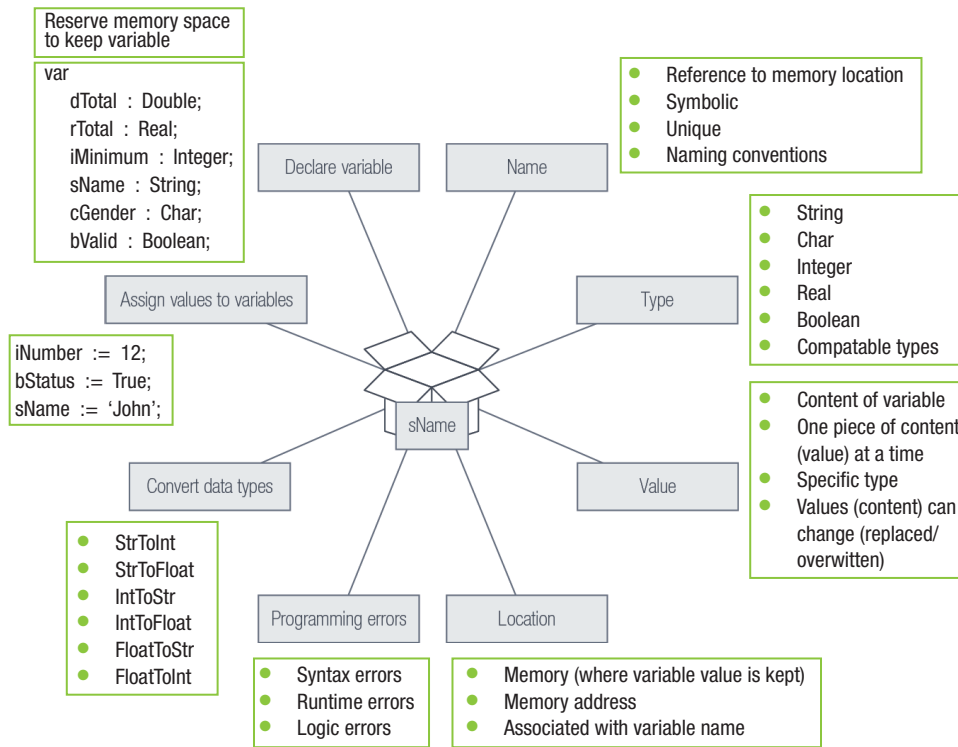 Reserve memory space
to keep variable
var
dTotal : Double;
rTotal : Real;
iMinimum : Integer;
sName : String;
cGender : Char;
bValid : Boolean;
Declare variable
Name
• Reference to memory location
• Symbolic
• Unique
• Naming conventions
Assign values to variables
iNumber := 12;
bStatus := True;
sName := ‘John’;
Type
• String
• Char
• Integer
• Real
• Boolean
• Compatable types
sName
Convert data types
• StrToInt
• StrToFloat
• IntToStr
• IntToFloat
• FloatToStr
• FloatToInt
Value
• Content of variable
• One piece of content
(value) at a time
• Specific type
• Values (content) can
change (replaced/
overwitten)
Programming errors
• Syntax errors
• Runtime errors
• Logic errors
Location
• Memory (where variable value is kept)
• Memory address
• Associated with variable name